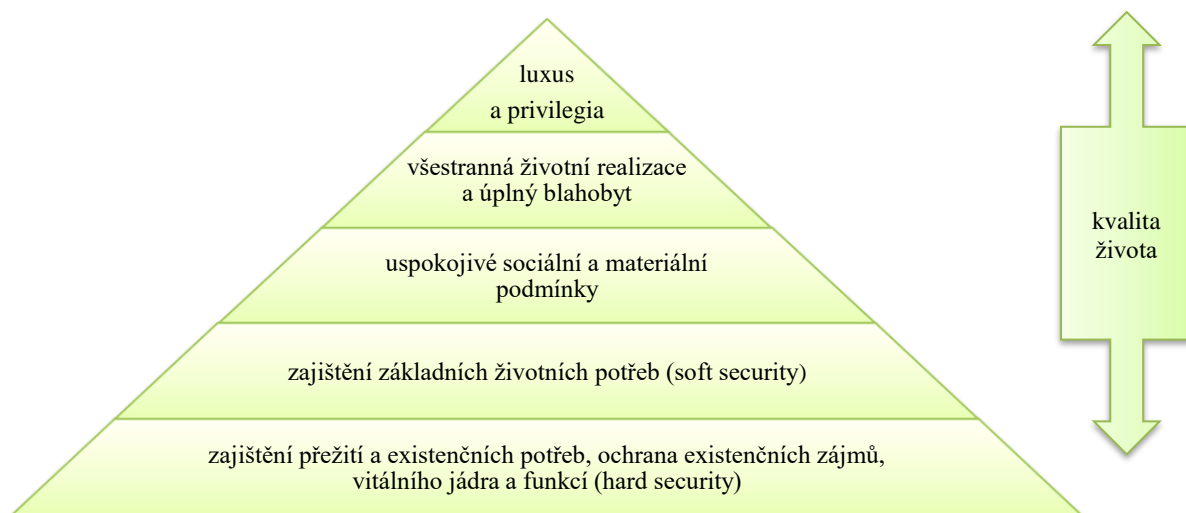 luxus
a privilegia
všestranná životní realizace
a úplný blahobyt
uspokojivé sociální a materiální
podmínky
zajištění základních životních potřeb (soft security)
zajištění přežití a existenčních potřeb, ochrana existenčních zájmů,
vitálního jádra a funkcí (hard security)
kvalita
života